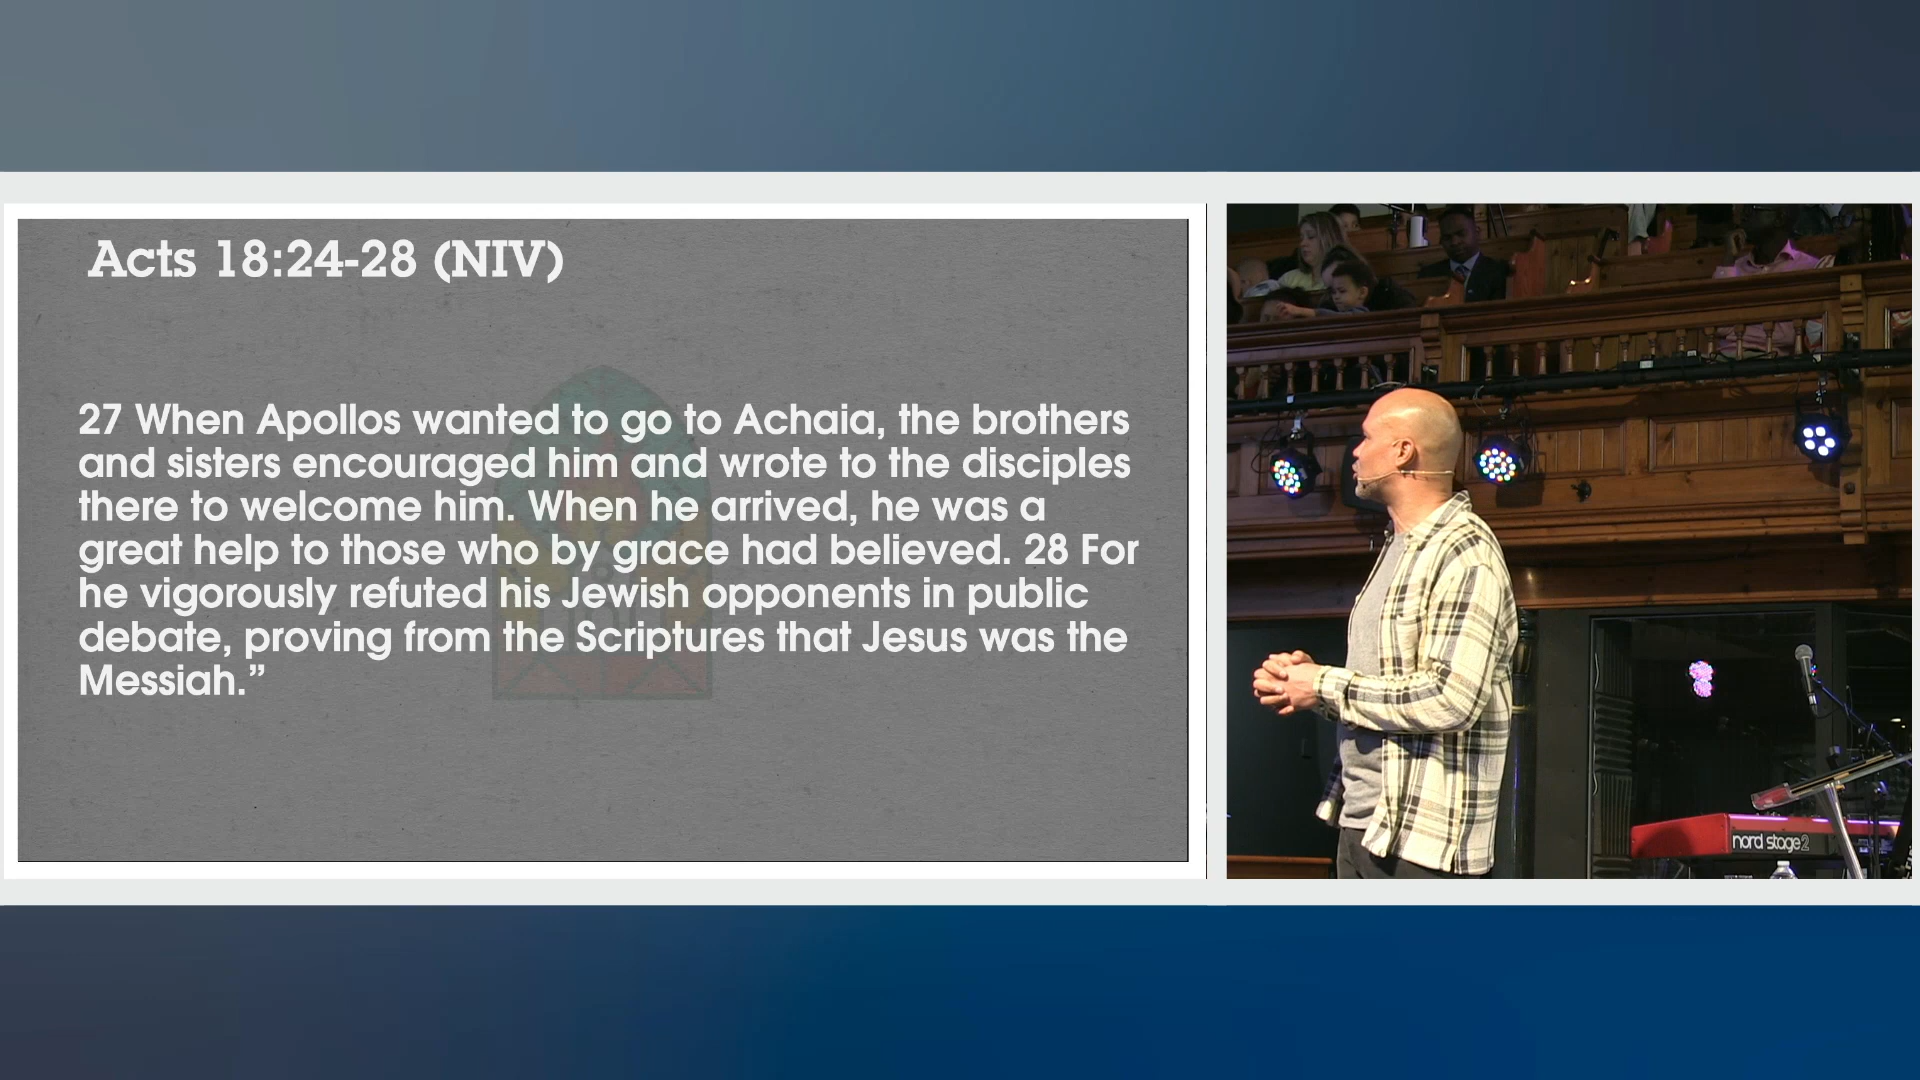 Acts 18:24-28 (NIV)
27 When Apollos wanted to go to Achaia, the brothers
and sisters encouraged him and wrote to the disciples
there to welcome him. When he arrived, he was a
great help to those who by grace had believed. 28 For
he vigorously refuted his Jewish opponents in public
debate, proving from the Scriptures that Jesus was the
Messiah.”
nord stage 2